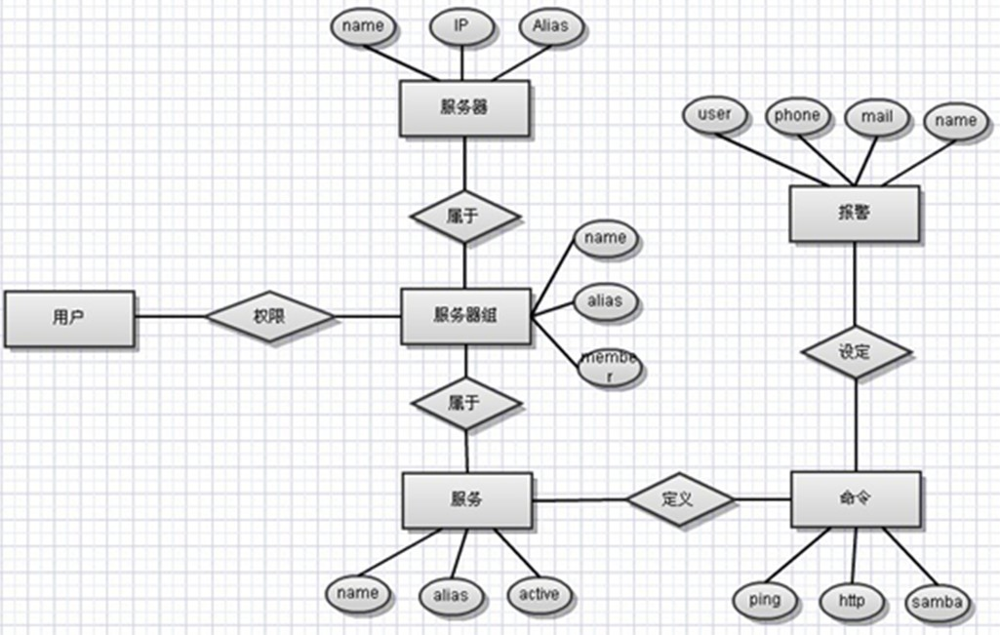 name
IP
Alias
服务器
user
phone
mail
name
报警
属于
name
alias
membe
r
用户
权限
服务器组
设定
属于
服务
定义
命令
name
alias
active
ping
http
samba